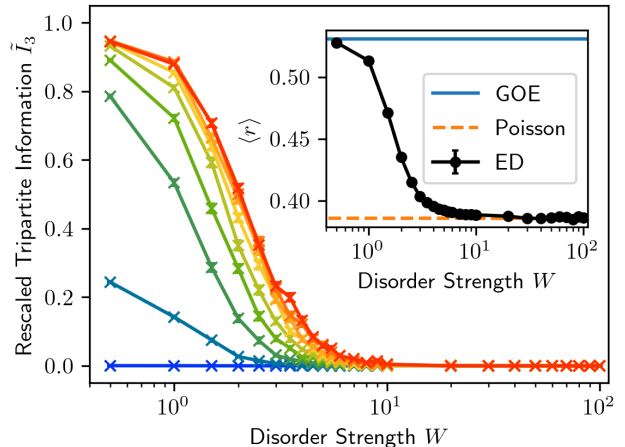 Rescaled Tripartite Information Ĩ₃
1.0
0.8
0.6
0.4
0.2
0.0
10⁰
10¹
10²
Disorder Strength W
⟨r⟩
0.50
0.45
0.40
10⁰
10¹
10²
Disorder Strength W
GOE
Poisson
ED